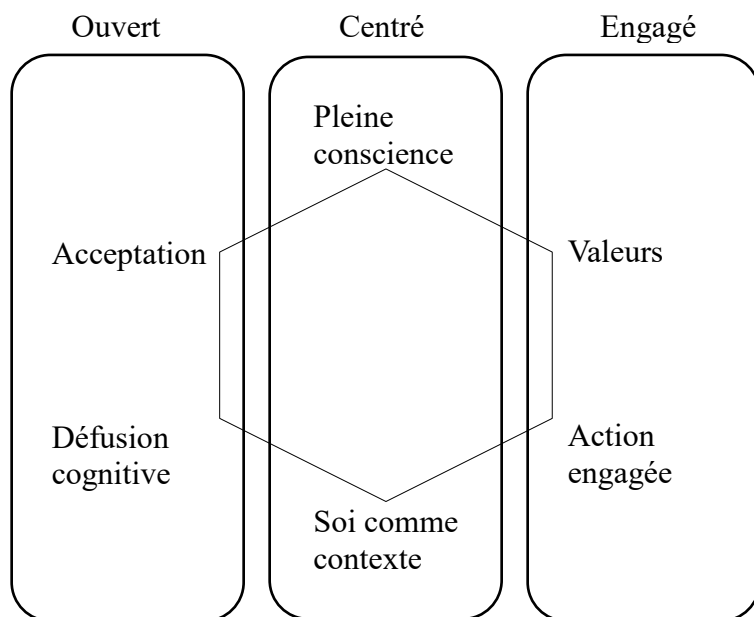 Ouvert
Centré
Engagé
Pleine
conscience
Acceptation
Valeurs
Défusion
cognitive
Action
engagée
Soi comme
contexte